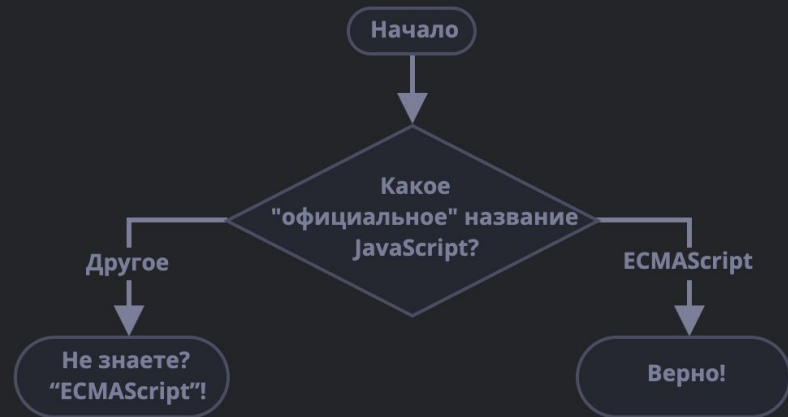 Начало
Какое
"официальное" название
JavaScript?
Другое
ECMAScript
Не знаете?
“ECMAScript”!
Верно!